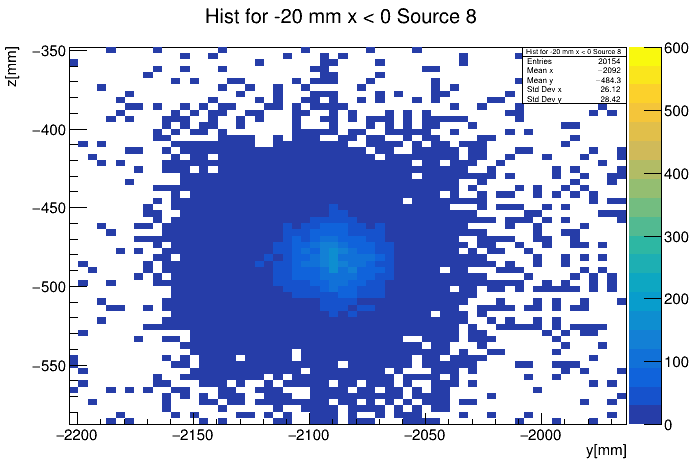 Hist for -20 mm x < 0 Source 8
z[mm]
−350
−400
−450
−500
−550
Hist for -20 mm x < 0 Source 8
Entries 20154
Mean x −2092
Mean y −484.3
Std Dev x 26.12
Std Dev y 28.42
600
500
400
300
200
100
0
−2200 −2150 −2100 −2050 −2000
y[mm]